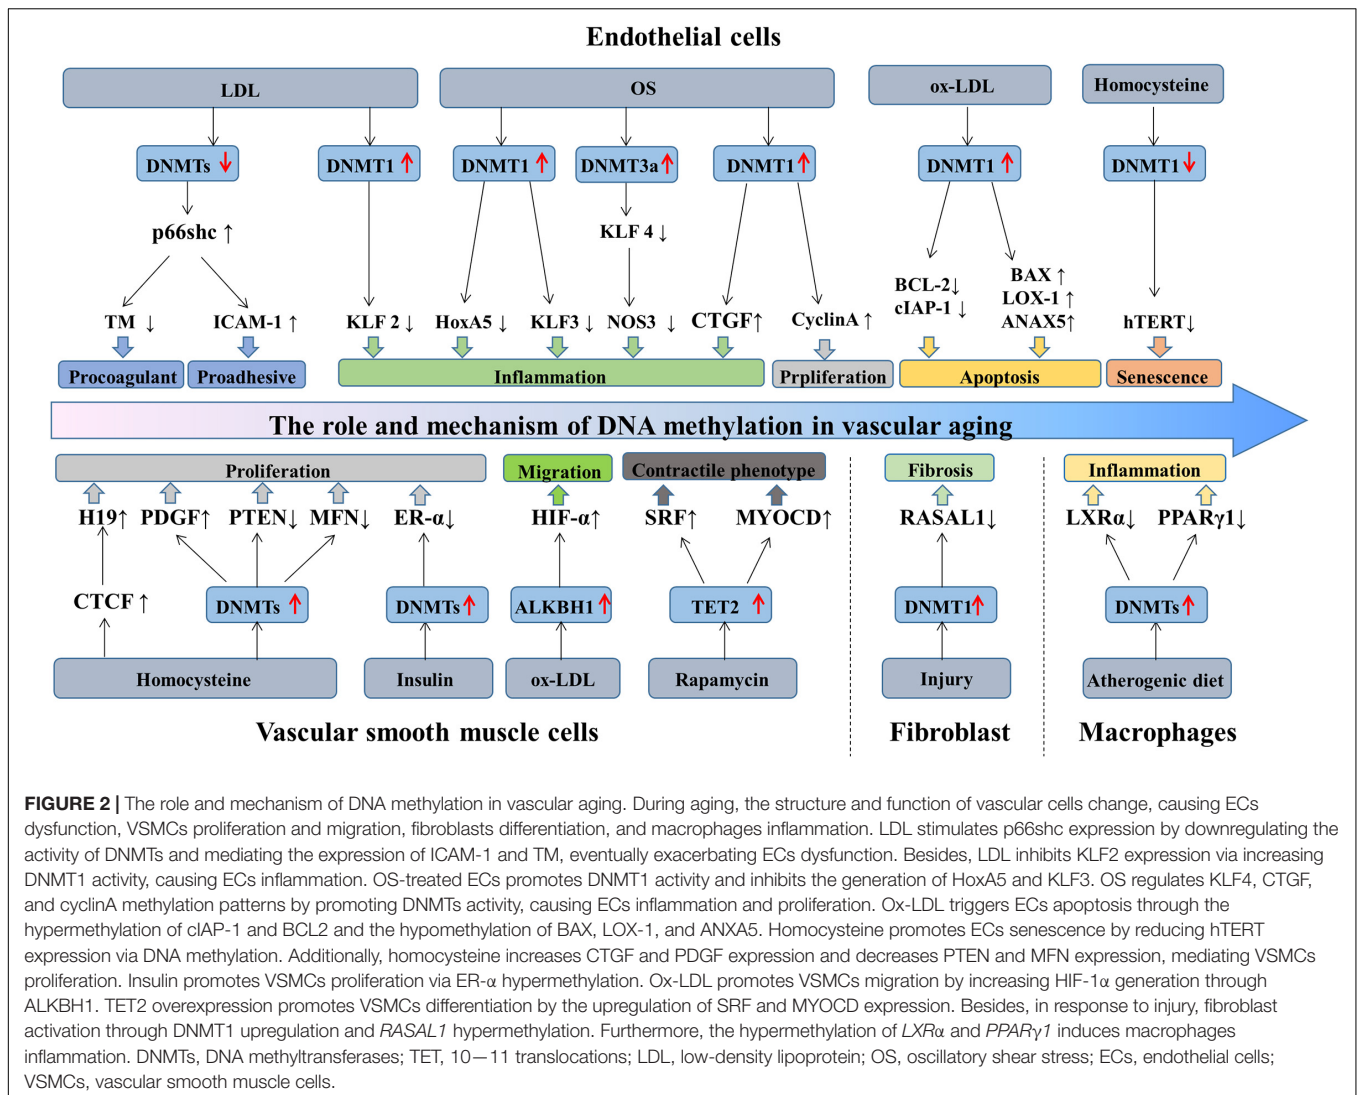 Endothelial cells
LDL
OS
ox-LDL
Homocysteine
DNMTs ↓
DNMT1 ↑
DNMT1 ↑
DNMT3a ↑
DNMT1 ↑
DNMT1 ↑
DNMT1 ↓
p66shc ↑
KLF 4 ↓
BCL-2↓
cIAP-1 ↓
BAX ↑
LOX-1 ↑
ANAX5↑
TM ↓
ICAM-1 ↑
KLF 2 ↓
HoxA5 ↓
KLF3 ↓
NOS3 ↓
CTGF↑
CyclinA ↑
hTERT↓
Procoagulant
Proadhesive
Inflammation
Prpliferation
Apoptosis
Senescence
The role and mechanism of DNA methylation in vascular aging
Proliferation
Migration
Contractile phenotype
Fibrosis
Inflammation
H19↑
PDGF↑
PTEN↓
MFN↓
ER-α↓
HIF-α↑
SRF↑
MYOCD↑
RASAL1↓
LXRα↓
PPARγ1↓
CTCF ↑
DNMTs ↑
DNMTs ↑
ALKBH1 ↑
TET2 ↑
DNMT1 ↑
DNMTs ↑
Homocysteine
Insulin
ox-LDL
Rapamycin
Injury
Atherogenic diet
Vascular smooth muscle cells
Fibroblast
Macrophages
FIGURE 2 | The role and mechanism of DNA methylation in vascular aging. During aging, the structure and function of vascular cells change, causing ECs
dysfunction, VSMCs proliferation and migration, fibroblasts differentiation, and macrophages inflammation. LDL stimulates p66shc expression by downregulating the
activity of DNMTs and mediating the expression of ICAM-1 and TM, eventually exacerbating ECs dysfunction. Besides, LDL inhibits KLF2 expression via increasing
DNMT1 activity, causing ECs inflammation. OS-treated ECs promotes DNMT1 activity and inhibits the generation of HoxA5 and KLF3. OS regulates KLF4, CTGF,
and cyclinA methylation patterns by promoting DNMTs activity, causing ECs inflammation and proliferation. Ox-LDL triggers ECs apoptosis through the
hypermethylation of cIAP-1 and BCL2 and the hypomethylation of BAX, LOX-1, and ANXA5. Homocysteine promotes ECs senescence by reducing hTERT
expression via DNA methylation. Additionally, homocysteine increases CTGF and PDGF expression and decreases PTEN and MFN expression, mediating VSMCs
proliferation. Insulin promotes VSMCs proliferation via ER-α hypermethylation. Ox-LDL promotes VSMCs migration by increasing HIF-1α generation through
ALKBH1. TET2 overexpression promotes VSMCs differentiation by the upregulation of SRF and MYOCD expression. Besides, in response to injury, fibroblast
activation through DNMT1 upregulation and RASAL1 hypermethylation. Furthermore, the hypermethylation of LXRα and PPARγ1 induces macrophages
inflammation. DNMTs, DNA methyltransferases; TET, 10—11 translocations; LDL, low-density lipoprotein; OS, oscillatory shear stress; ECs, endothelial cells;
VSMCs, vascular smooth muscle cells.